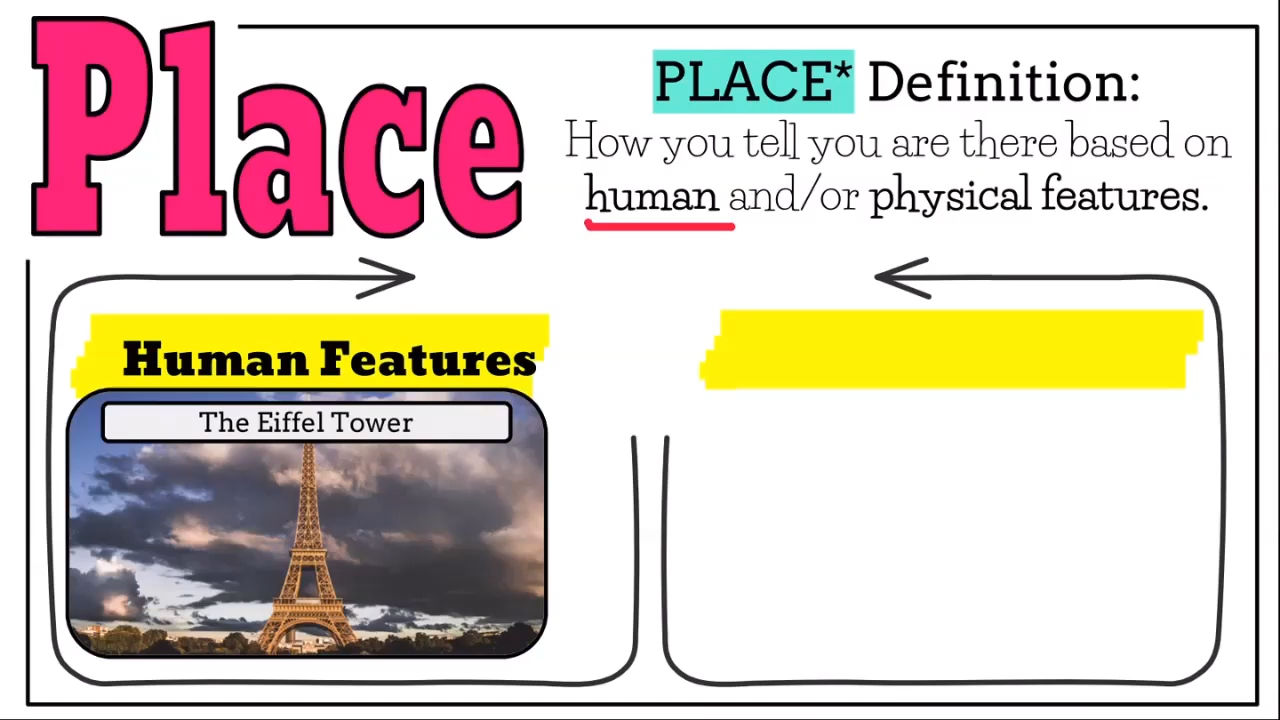 Place
PLACE* Definition:
How you tell you are there based on
human and/or physical features.
Human Features
The Eiffel Tower